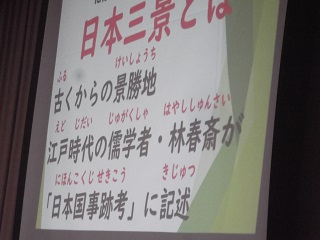 日本三景とは
けいしょうち
ふる
古くからの景勝地
えど じだい じゅがくしゃ はやししゅんさい
江戸時代の儒学者・林春斎が
にほんこくじせきこう きじゅつ
「日本国事跡考」に記述